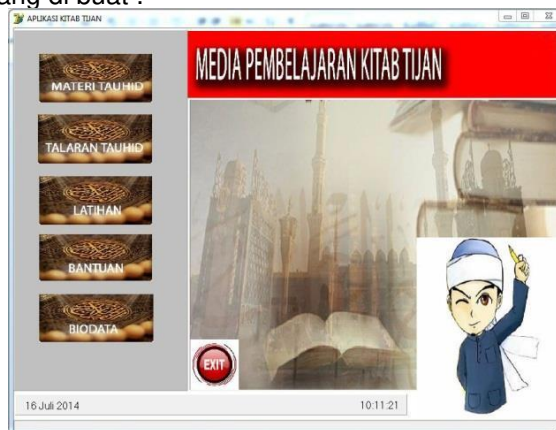 ang di buat :
APLIKASI KITAB TIJAN
MEDIA PEMBELAJARAN KITAB TIJAN
MATERI TAUHID
TALARAN TAUHID
LATIHAN
BANTUAN
BIODATA
EXIT
16 Juli 2014
10:11:21